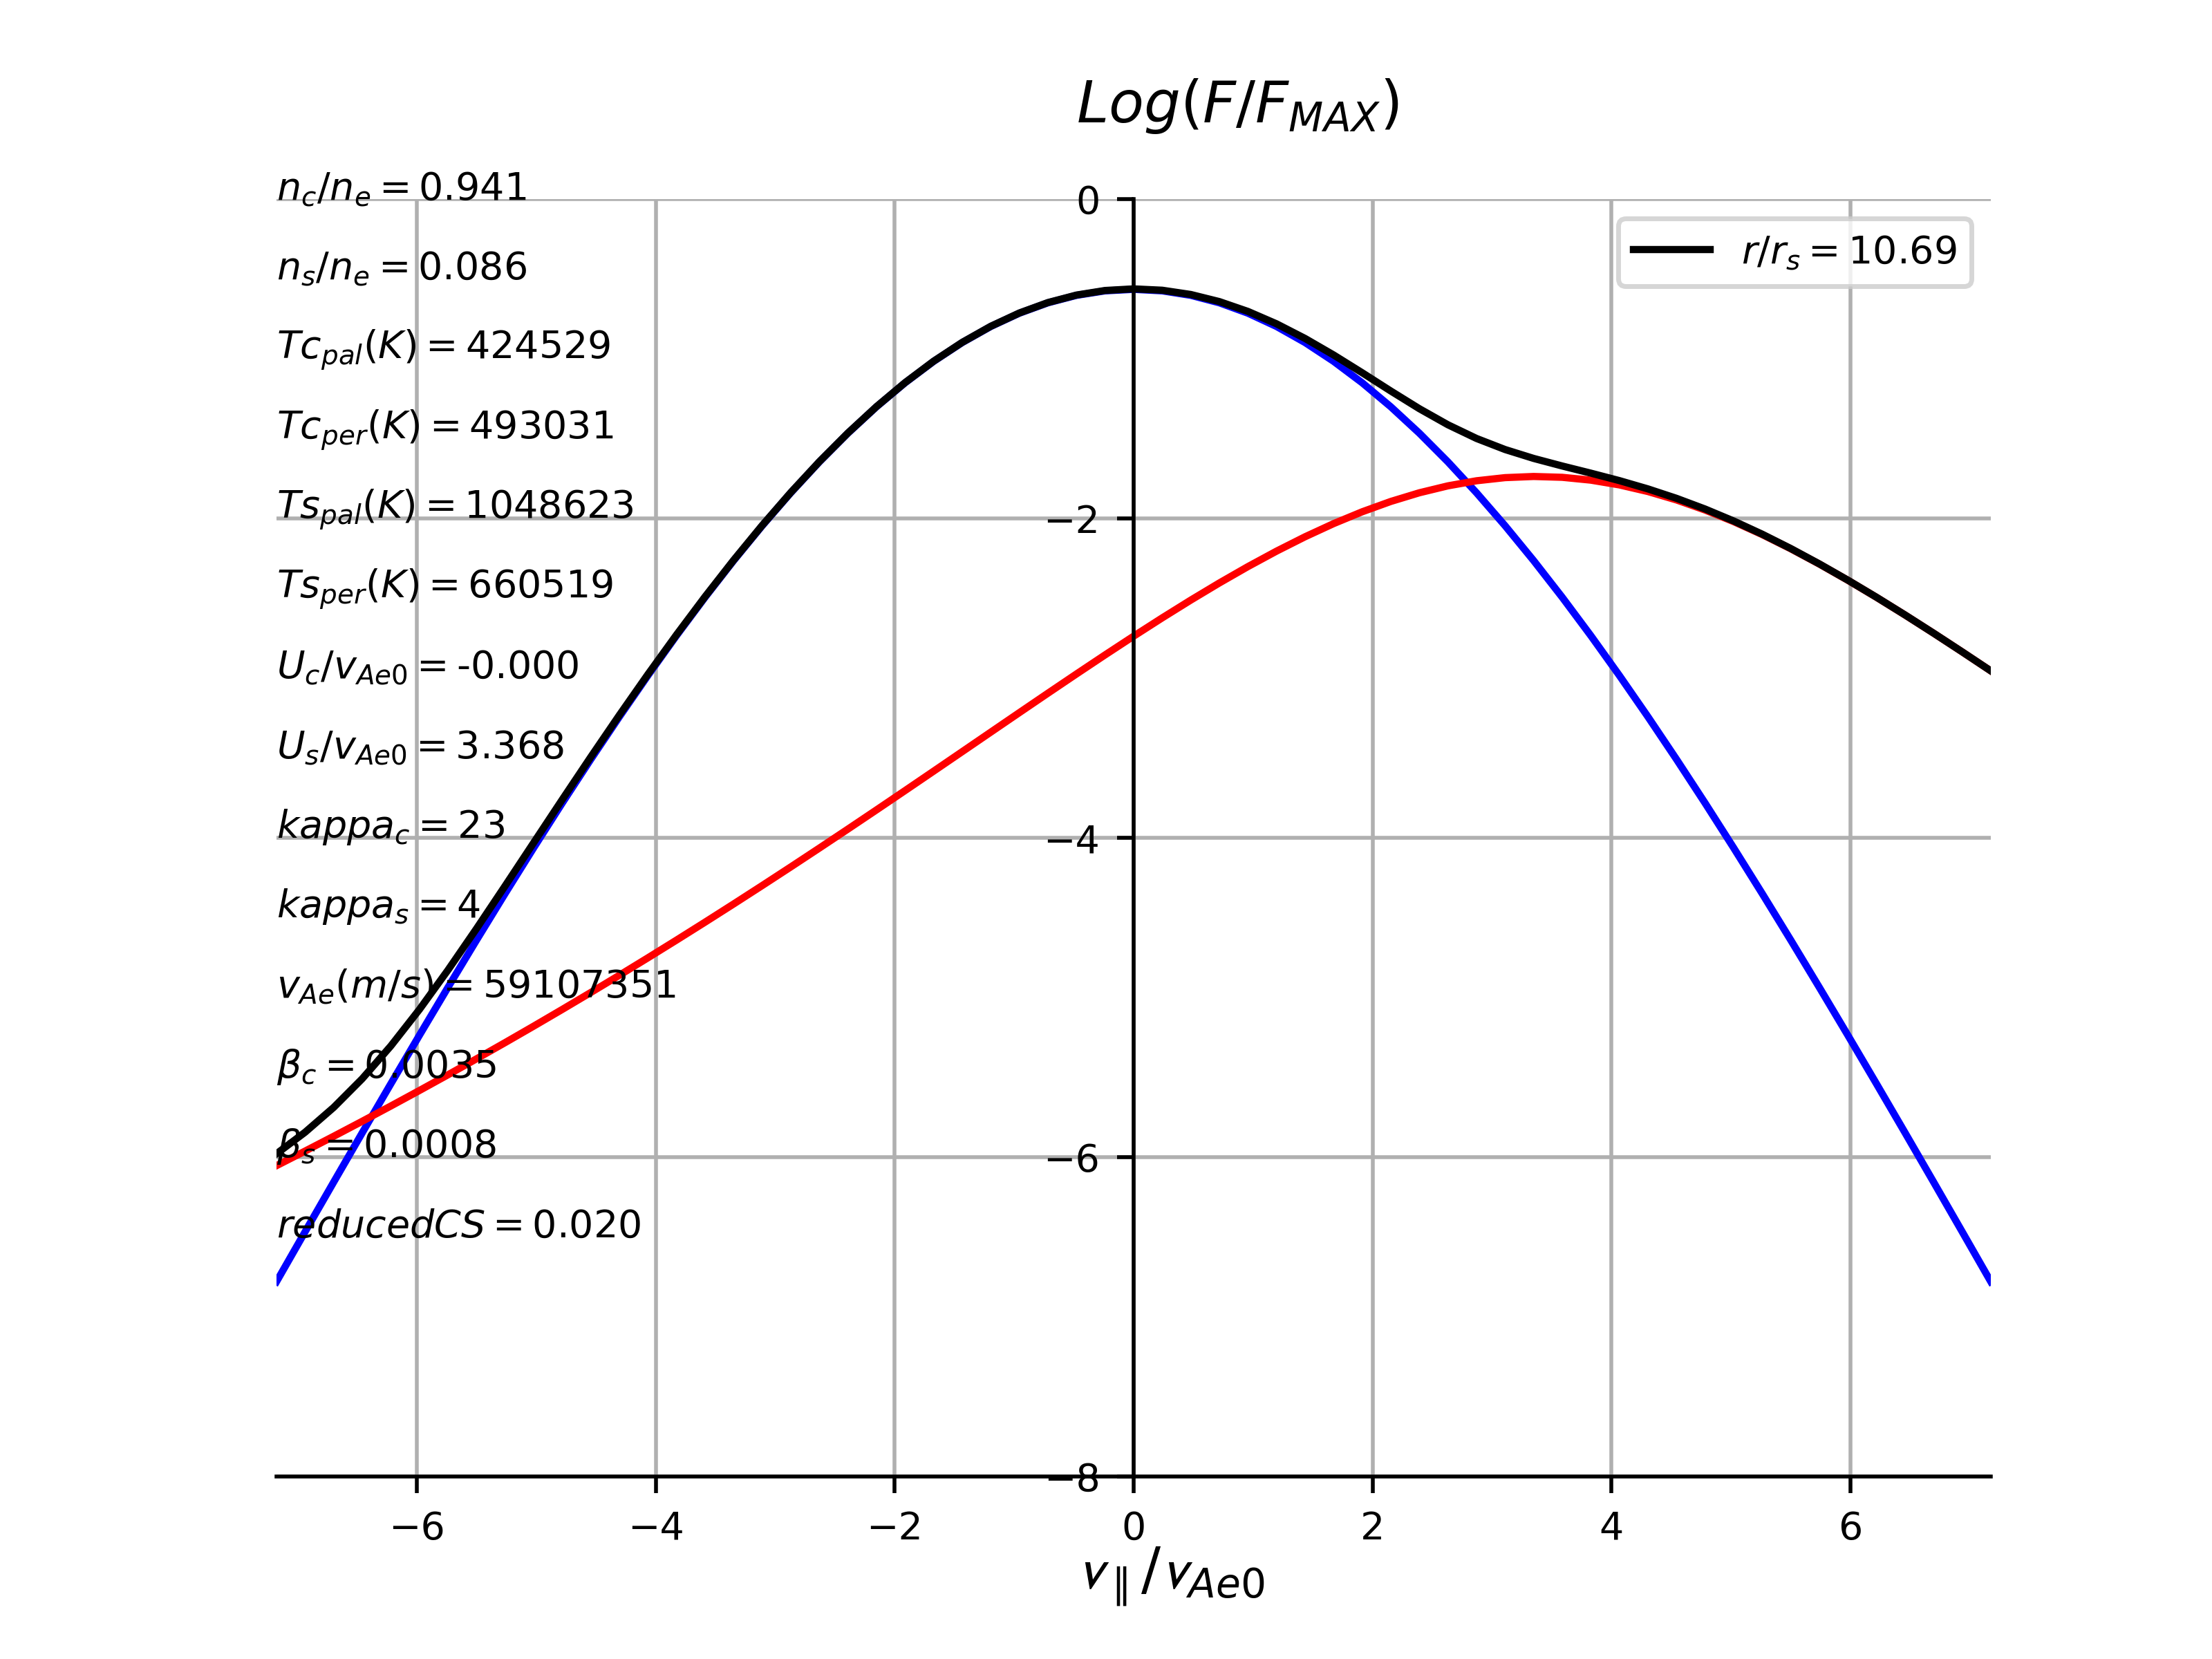 Log(F/F_MAX)
n_c/n_e = 0.941
n_s/n_e = 0.086
Tc_pal(K) = 424529
Tc_per(K) = 493031
Ts_pal(K) = 1048623
Ts_per(K) = 660519
U_c/v_Ae0 = -0.000
U_s/v_Ae0 = 3.368
kappa_c = 23
kappa_s = 4
v_Ae(m/s) = 59107351
β_c = 0.0035
β_s = 0.0008
reducedCS = 0.020
r/r_s = 10.69
0
−2
−4
−6
−8
−6 −4 −2 0 2 4 6
v_∥/v_Ae0